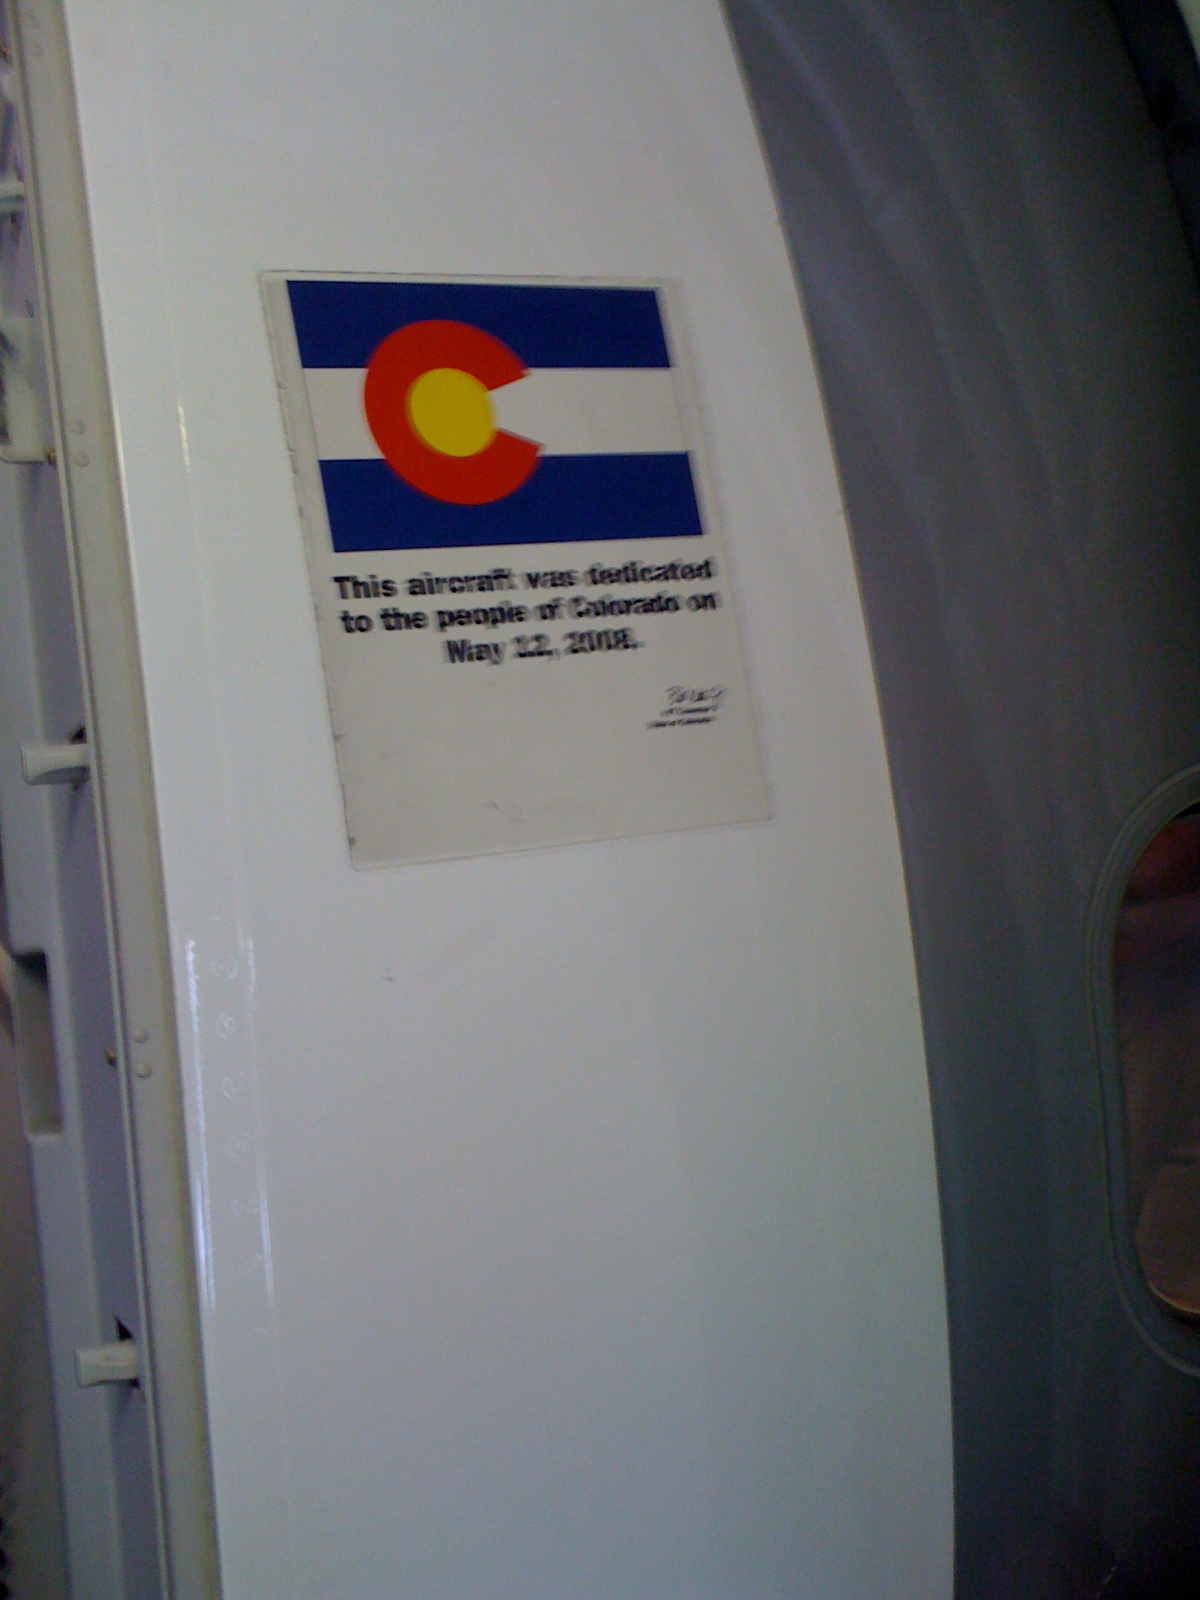 This aircraft was dedicated
to the people of Colorado on
May 12, 2008.